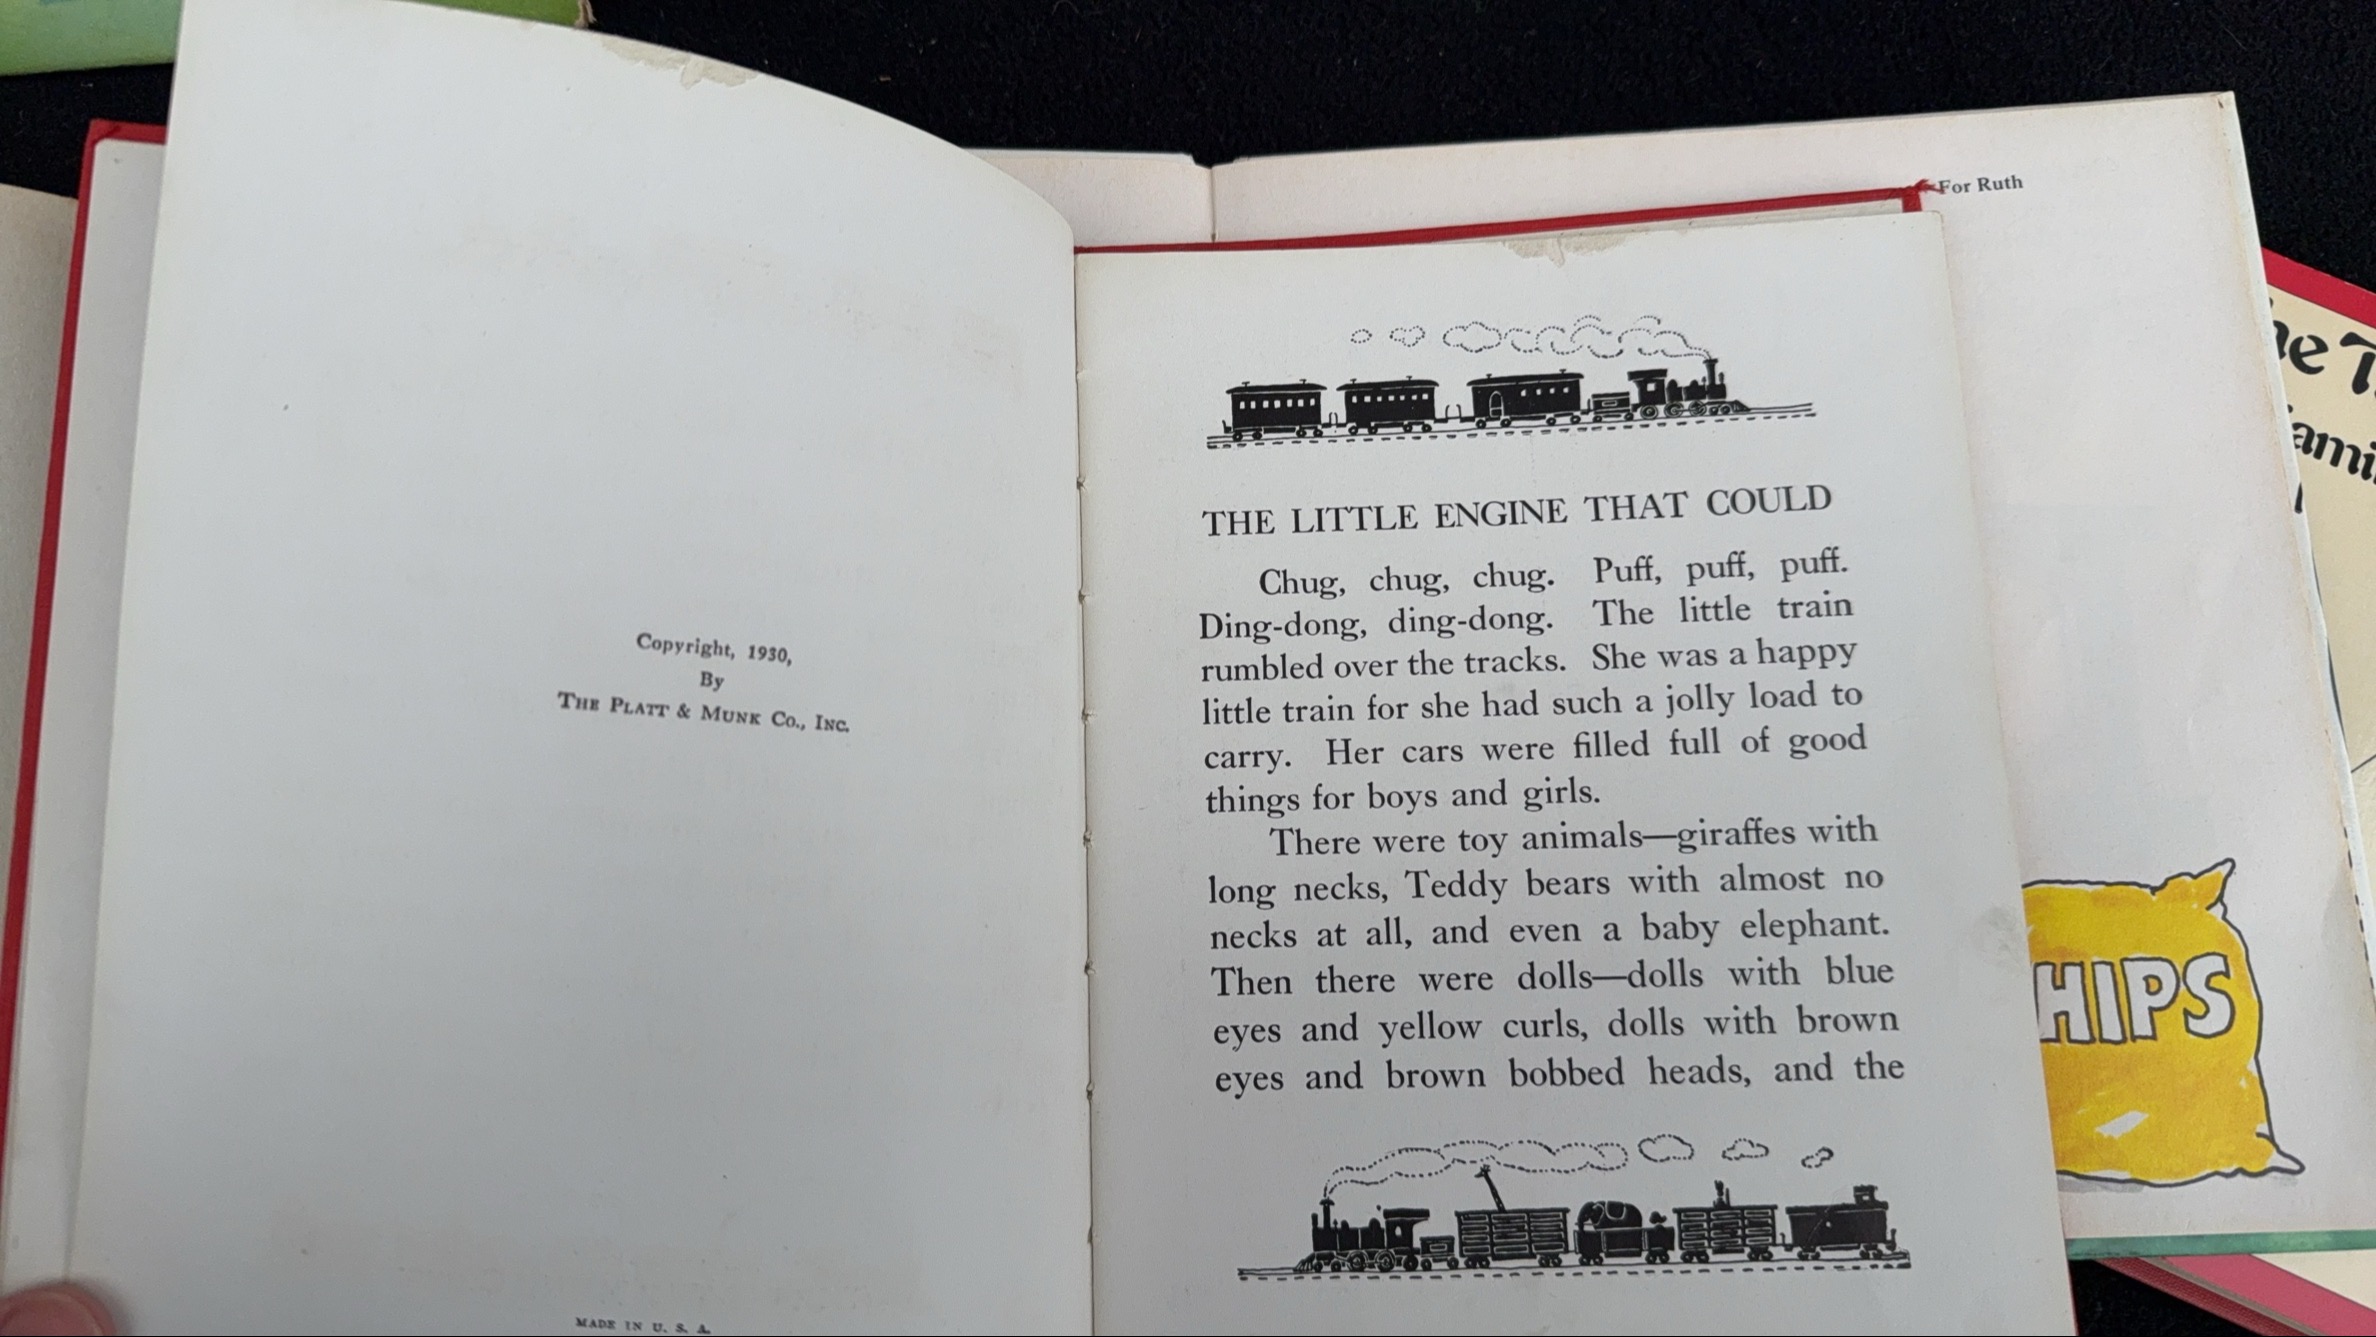 Copyright, 1930,
By
THE PLATT & MUNK CO., INC.
MADE IN U. S. A.
THE LITTLE ENGINE THAT COULD
Chug, chug, chug. Puff, puff, puff.
Ding-dong, ding-dong. The little train
rumbled over the tracks. She was a happy
little train for she had such a jolly load to
carry. Her cars were filled full of good
things for boys and girls.
There were toy animals—giraffes with
long necks, Teddy bears with almost no
necks at all, and even a baby elephant.
Then there were dolls—dolls with blue
eyes and yellow curls, dolls with brown
eyes and brown bobbed heads, and the
For Ruth
HIPS